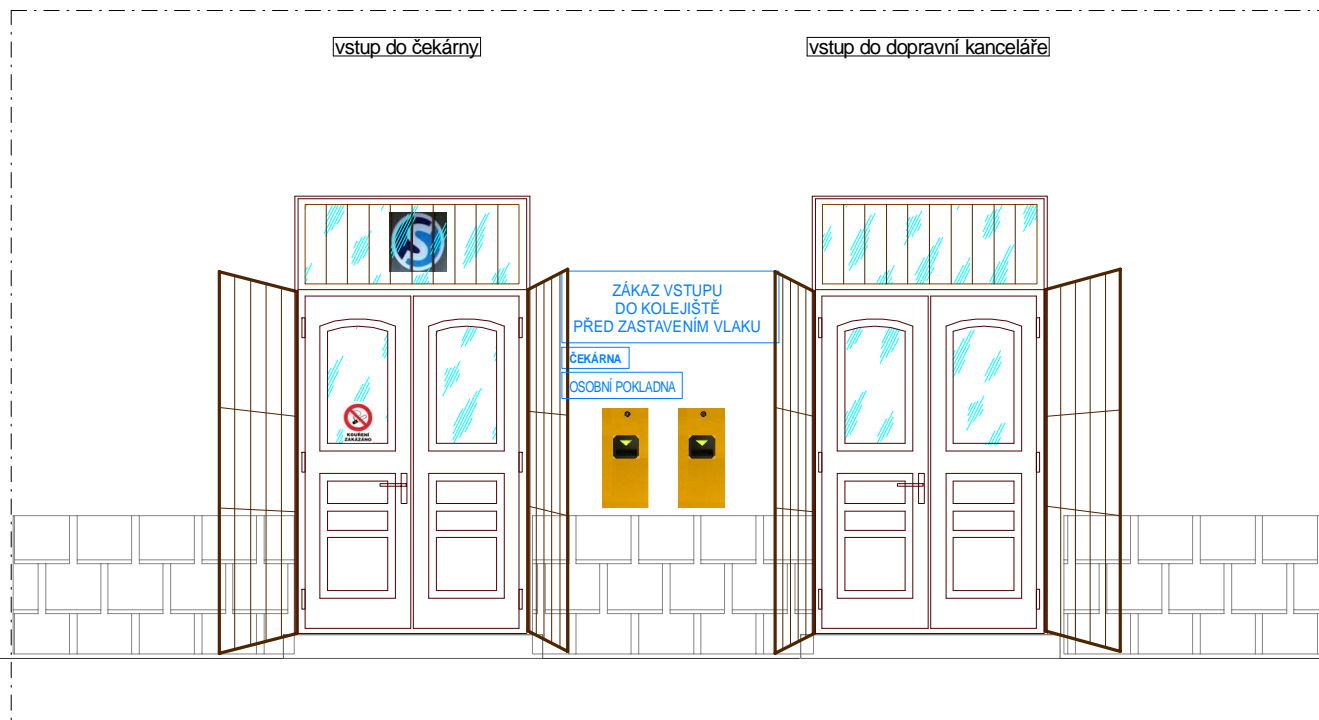 vstup do čekárny
vstup do dopravní kanceláře
S
ZÁKAZ VSTUPU
DO KOLEJIŠTĚ
PŘED ZASTAVENÍM VLAKU
ČEKÁRNA
OSOBNÍ POKLADNA
KOUŘENÍ
ZAKÁZÁNO